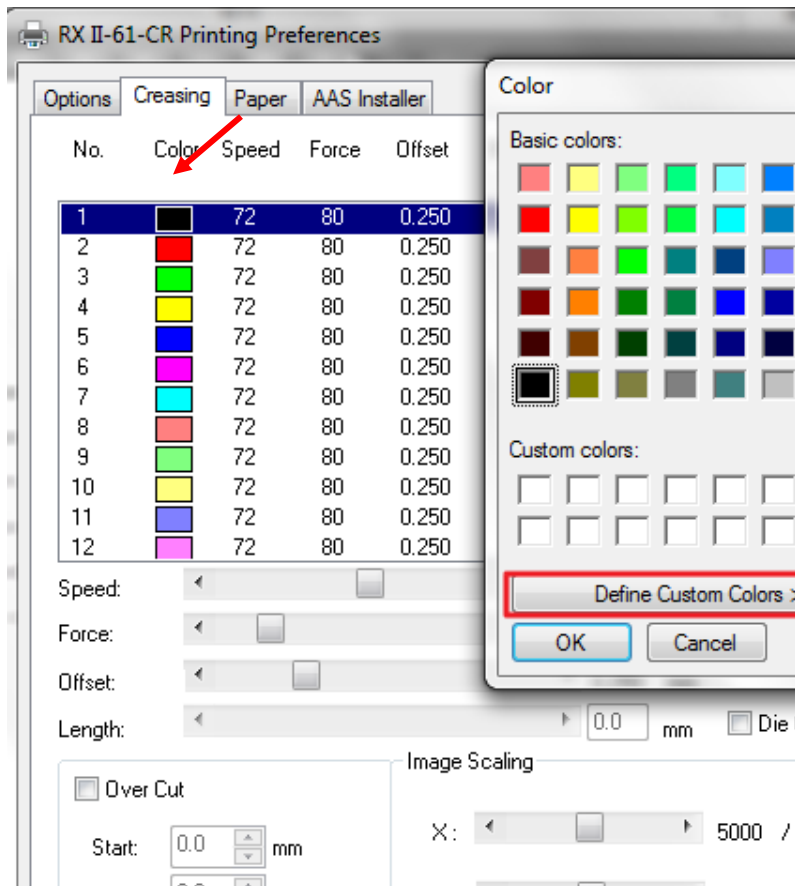 RX II-61-CR Printing Preferences
Options Creasing Paper AAS Installer
No. Color Speed Force Offset
1 72 80 0.250
2 72 80 0.250
3 72 80 0.250
4 72 80 0.250
5 72 80 0.250
6 72 80 0.250
7 72 80 0.250
8 72 80 0.250
9 72 80 0.250
10 72 80 0.250
11 72 80 0.250
12 72 80 0.250
Speed:
Force:
Offset:
Length: 0.0 mm Die
Over Cut
Start: 0.0 mm
Image Scaling
X: 5000 /
Color
Basic colors:
Custom colors:
Define Custom Colors >
OK Cancel